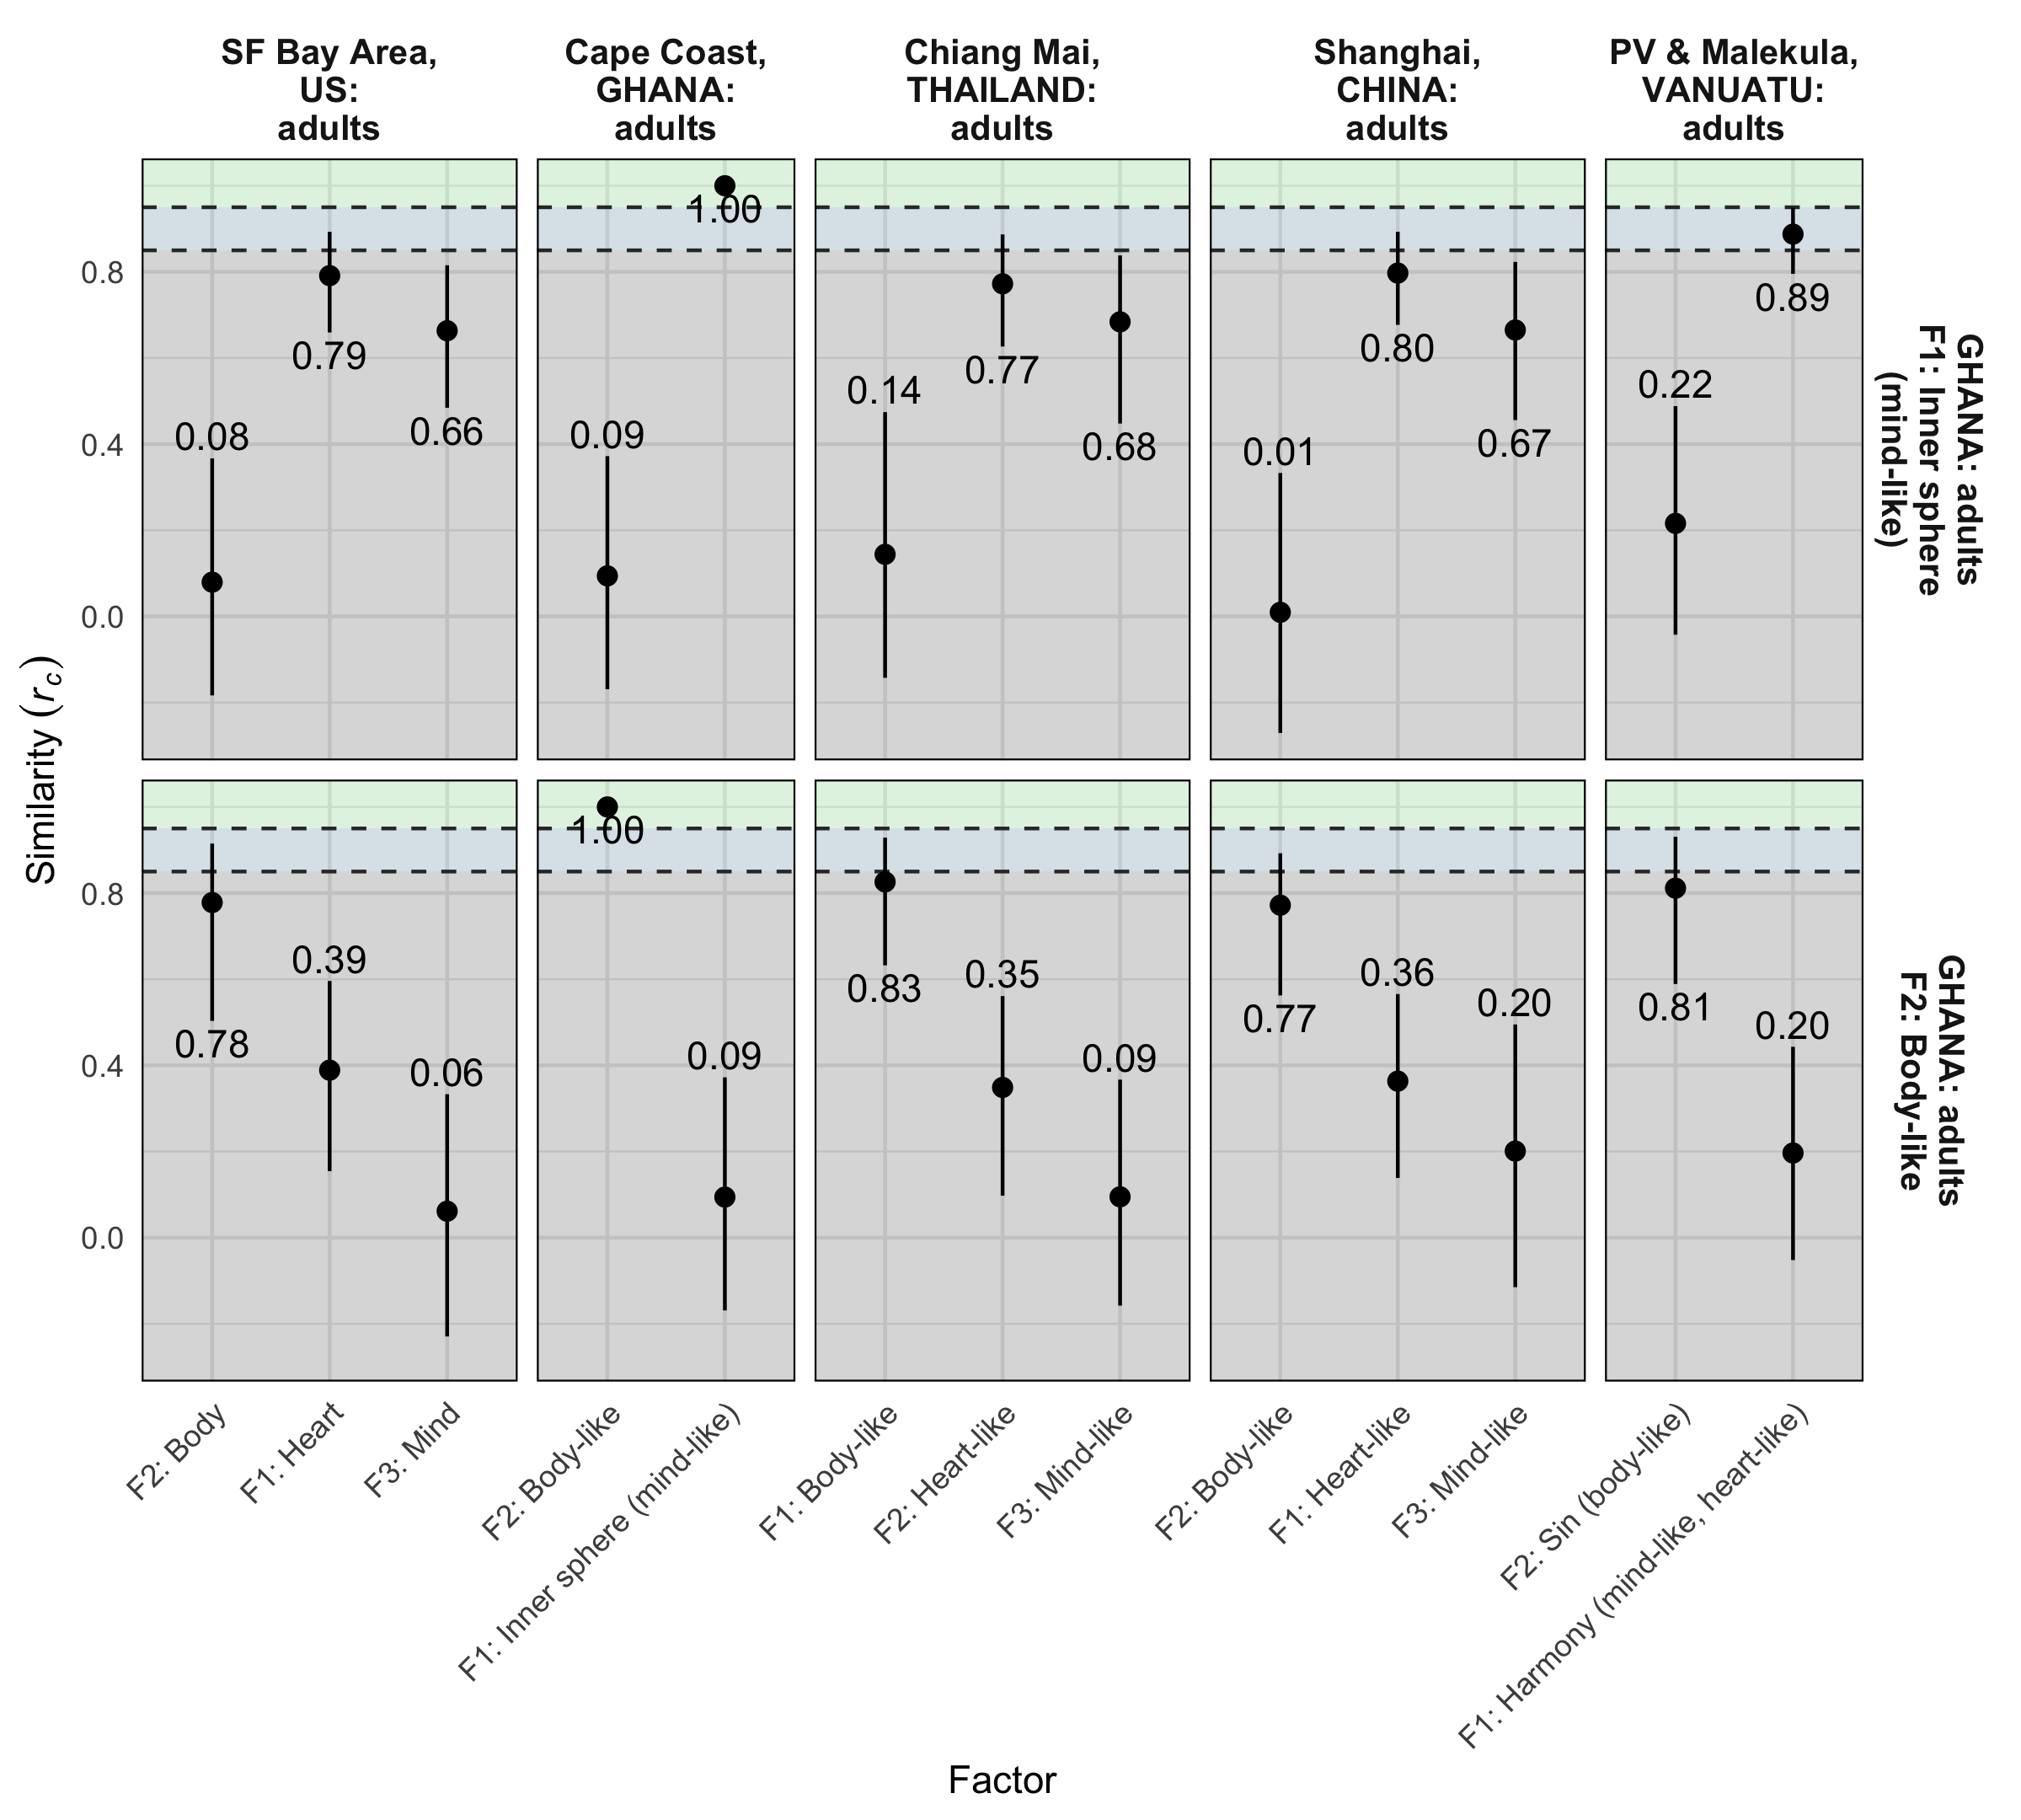 SF Bay Area,
US:
adults
Cape Coast,
GHANA:
adults
Chiang Mai,
THAILAND:
adults
Shanghai,
CHINA:
adults
PV & Malekula,
VANUATU:
adults
Similarity (rc)
0.8
0.4
0.0
0.08
0.79
0.66
0.09
1.00
0.14
0.77
0.68
0.01
0.80
0.67
0.22
0.89
GHANA: adults
F1: Inner sphere
(mind-like)
0.8
0.4
0.0
0.78
0.39
0.06
1.00
0.09
0.83
0.35
0.09
0.77
0.36
0.20
0.81
0.20
GHANA: adults
F2: Body-like
F2: Body
F1: Heart
F3: Mind
F2: Body-like
F1: Inner sphere (mind-like)
F1: Body-like
F2: Heart-like
F3: Mind-like
F2: Body-like
F1: Heart-like
F3: Mind-like
F2: Sin (body-like)
F1: Harmony (mind-like, heart-like)
Factor